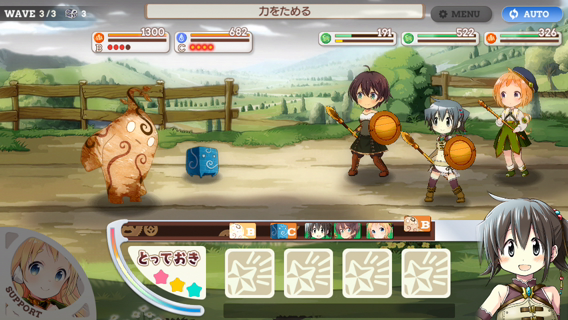 WAVE 3/3 3
力をためる
MENU
AUTO
1300
B
682
C
191
522
326
B C B
とっておき
SUPPORT